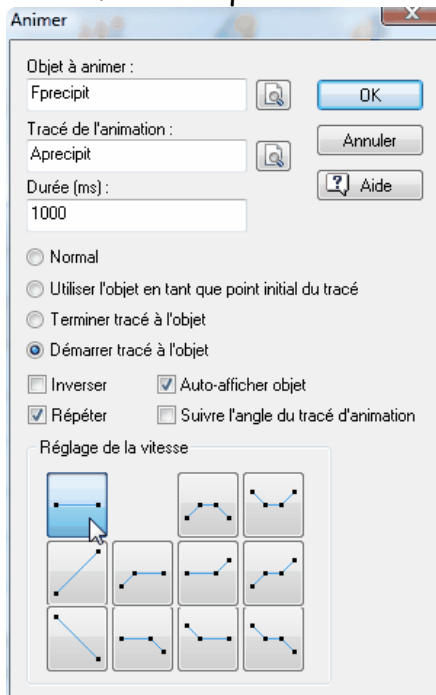 Animer
Objet à animer :
Fprecipit
OK
Tracé de l'animation :
Aprecipit
Annuler
Durée (ms) :
Aide
1000
Normal
Utiliser l'objet en tant que point initial du tracé
Terminer tracé à l'objet
Démarrer tracé à l'objet
Inverser
Auto-afficher objet
Répéter
Suivre l'angle du tracé d'animation
Réglage de la vitesse